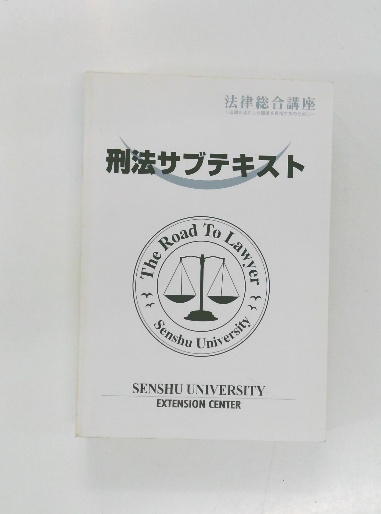 法律総合講座
刑法サブテキスト
The Road To Lawyer
Senshu University
SENSHU UNIVERSITY
EXTENSION CENTER